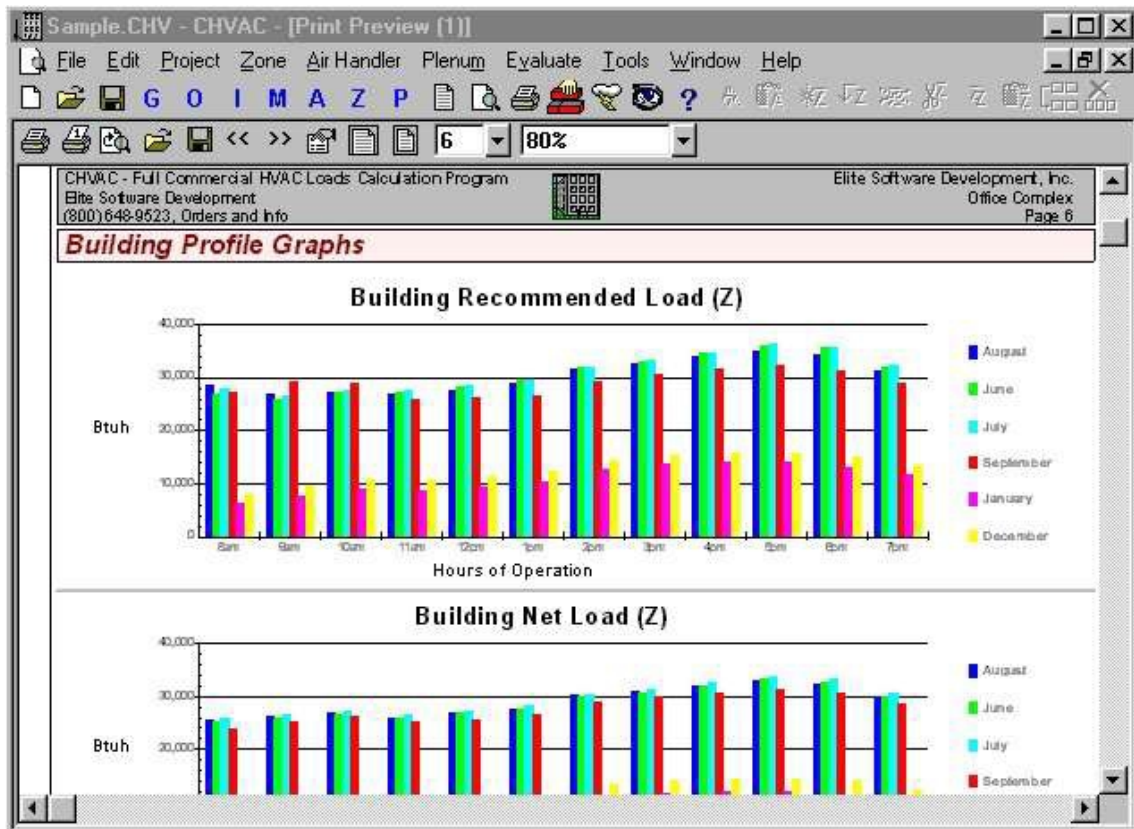 Sample.CHV - CHVAC - [Print Preview (1)]
File Edit Project Zone Air Handler Plenum Evaluate Tools Window Help
G O I M A Z P ?
<< >> 6 80%
CHVAC - Full Commercial HVAC Loads Calculation Program
Elite Software Development
(800)648-9523, Orders and Info
Elite Software Development, Inc.
Office Complex
Page 6
Building Profile Graphs
Building Recommended Load (Z)
40,000
30,000
20,000
10,000
0
Btuh
8am 9am 10am 11am 12pm 1pm 2pm 3pm 4pm 5pm 6pm 7pm
Hours of Operation
August
June
July
September
January
December
Building Net Load (Z)
40,000
30,000
20,000
Btuh
August
June
July
September